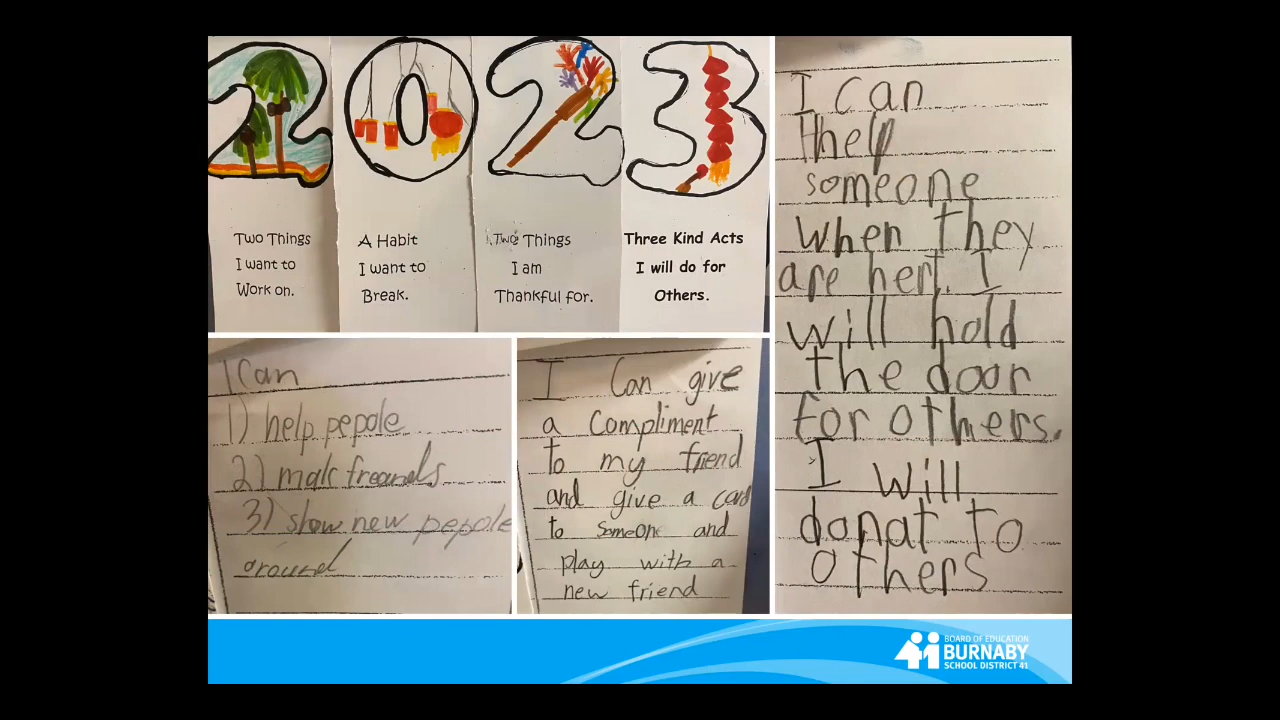 2023
Two Things
I want to
Work on.
A Habit
I want to
Break.
Two Things
I am
Thankful for.
Three Kind Acts
I will do for
Others.
I can
1) help pepole
2) mak freands
3) show new pepole
around
I Can give
a Compliment
to my friend
and give a card
to someone and
play with a
new friend
I can
help
someone
when they
are hert. I
will hold
the door
for others.
I will
donat to
others
BOARD OF EDUCATION
BURNABY
SCHOOL DISTRICT 41